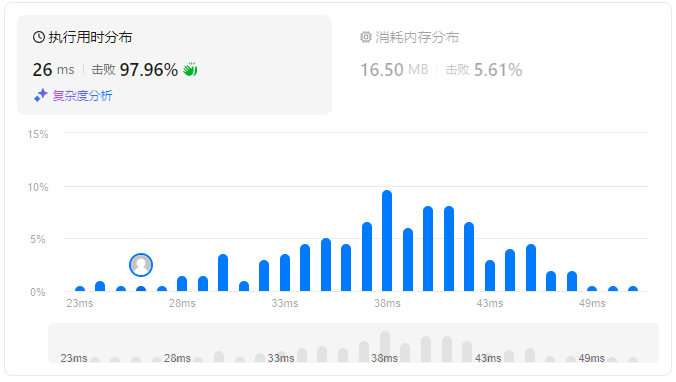 执行用时分布
26 ms 击败 97.96%
复杂度分析
消耗内存分布
16.50 MB 击败 5.61%
15%
10%
5%
0%
23ms 28ms 33ms 38ms 43ms 49ms
23ms 28ms 33ms 38ms 43ms 49ms